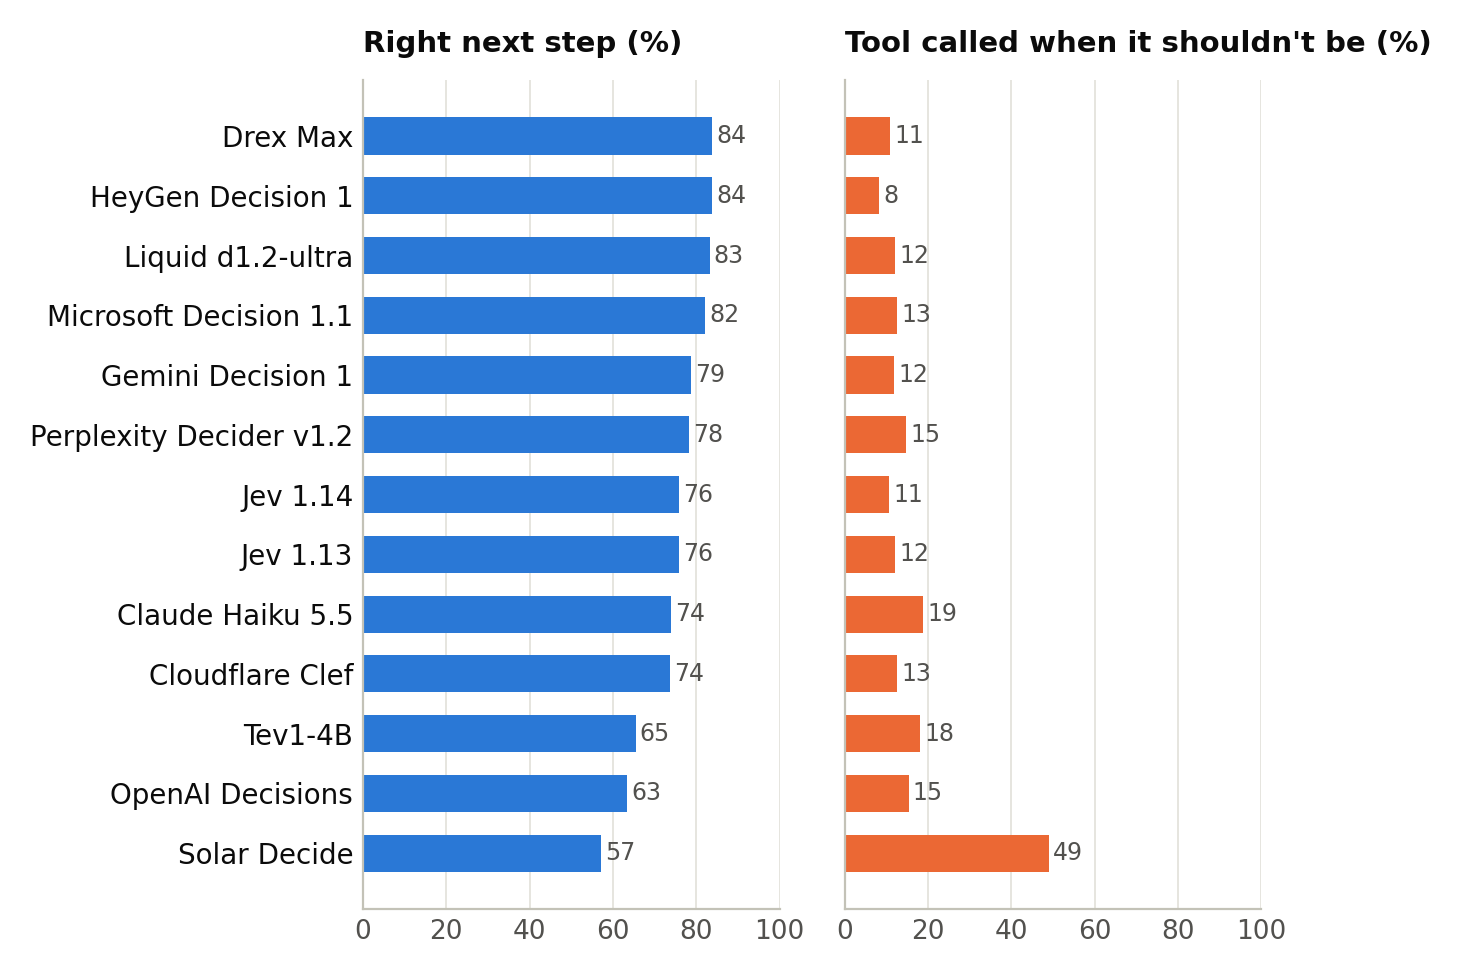 Right next step (%)
Tool called when it shouldn't be (%)
Drex Max 84 11
HeyGen Decision 1 84 8
Liquid d1.2-ultra 83 12
Microsoft Decision 1.1 82 13
Gemini Decision 1 79 12
Perplexity Decider v1.2 78 15
Jev 1.14 76 11
Jev 1.13 76 12
Claude Haiku 5.5 74 19
Cloudflare Clef 74 13
Tev1-4B 65 18
OpenAI Decisions 63 15
Solar Decide 57 49
0 20 40 60 80 100
0 20 40 60 80 100